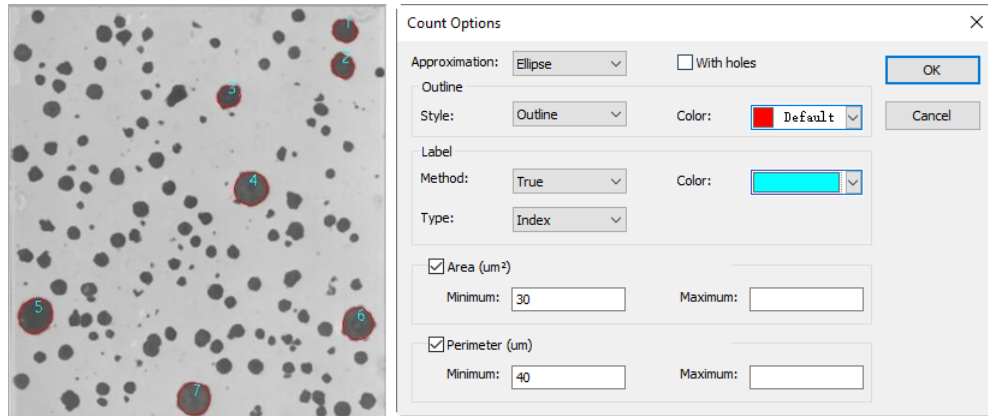 1
2
3
4
5
6
7
Count Options
Approximation: Ellipse With holes OK
Outline
Style: Outline Color: Default Cancel
Label
Method: True Color:
Type: Index
Area (um²)
Minimum: 30 Maximum:
Perimeter (um)
Minimum: 40 Maximum: